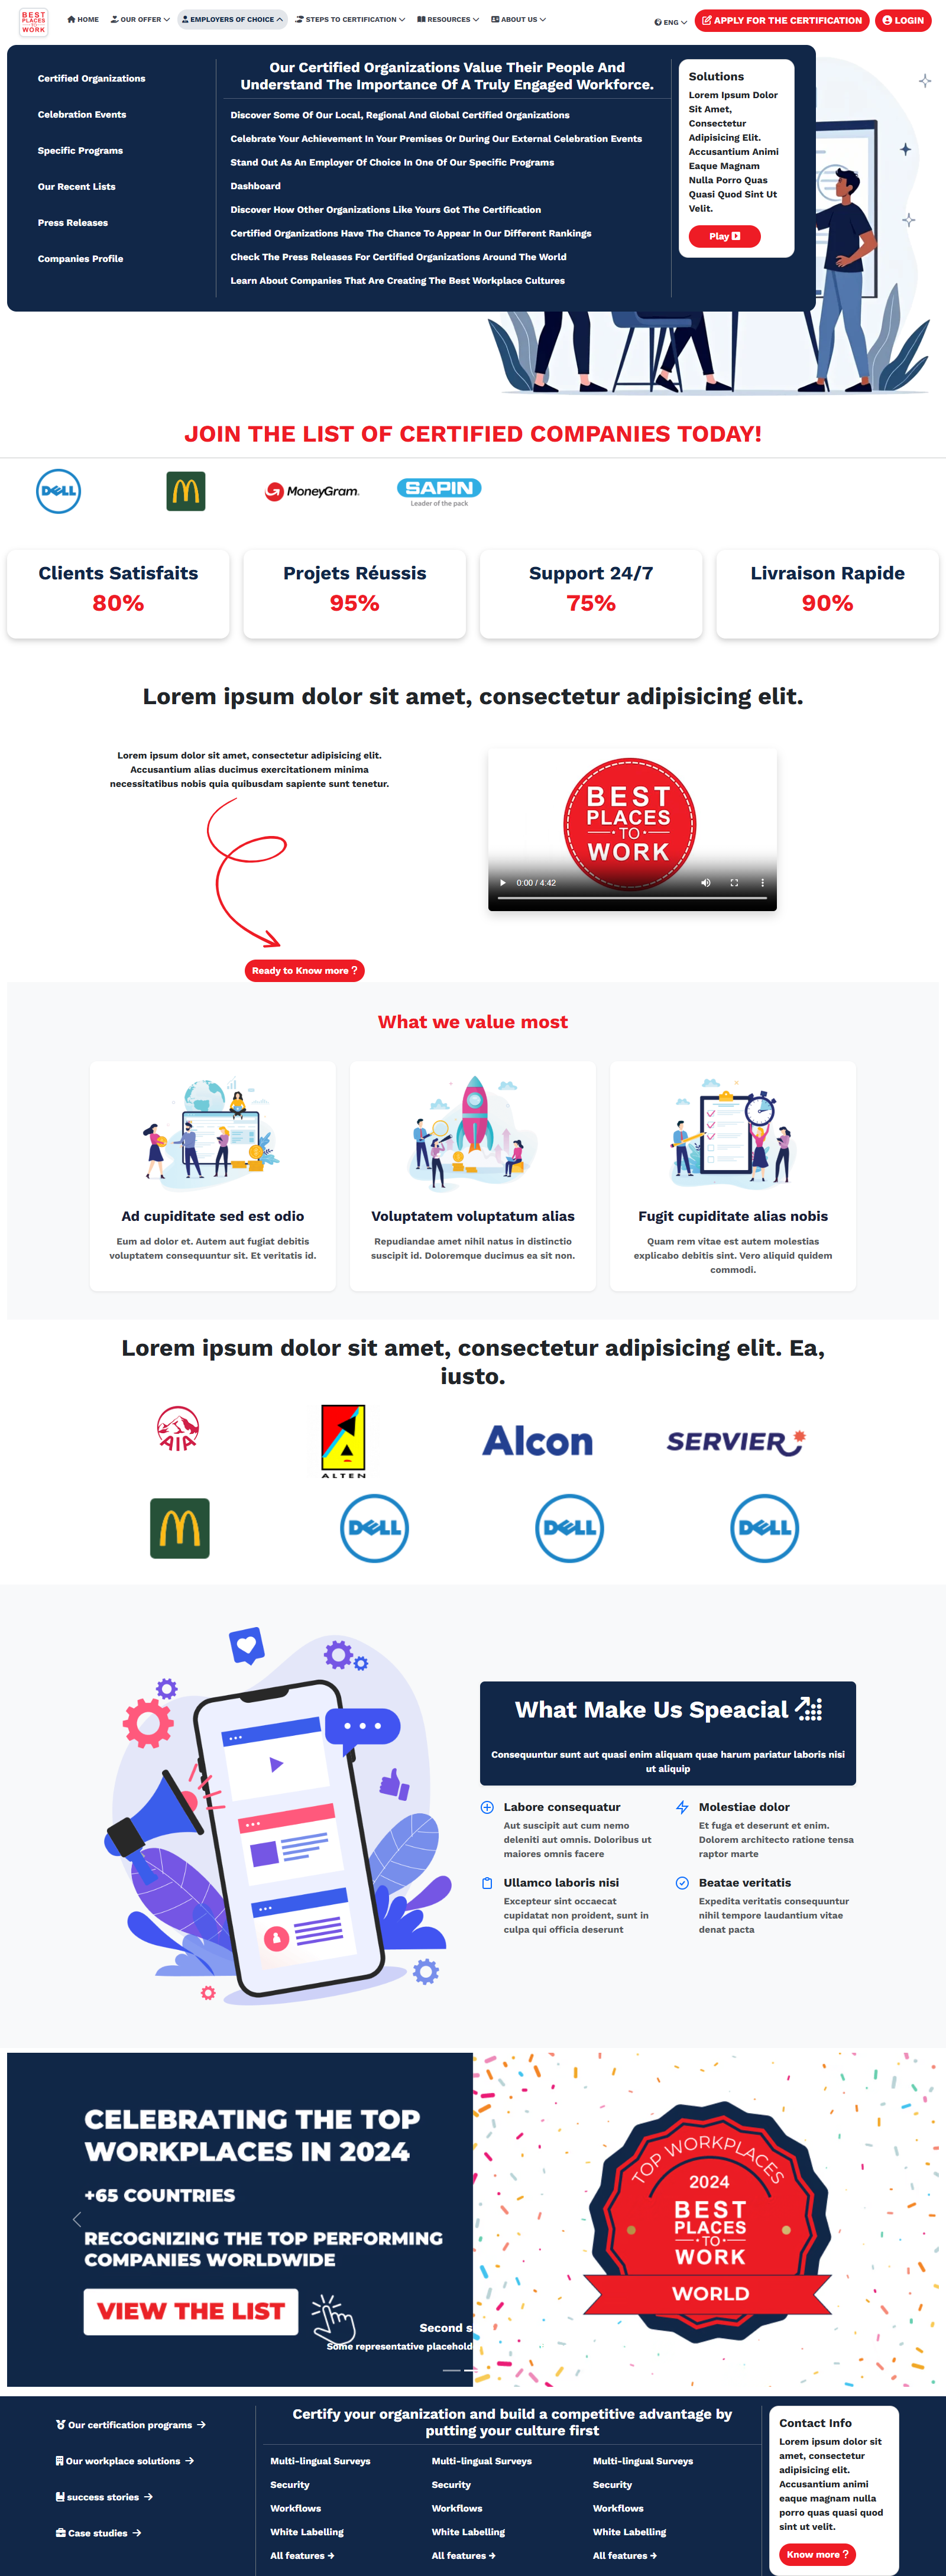 BEST
PLACES
TO
WORK
HOME
OUR OFFER
EMPLOYERS OF CHOICE
STEPS TO CERTIFICATION
RESOURCES
ABOUT US
ENG
APPLY FOR THE CERTIFICATION
LOGIN
Certified Organizations
Celebration Events
Specific Programs
Our Recent Lists
Press Releases
Companies Profile
Our Certified Organizations Value Their People And
Understand The Importance Of A Truly Engaged Workforce.
Discover Some Of Our Local, Regional And Global Certified Organizations
Celebrate Your Achievement In Your Premises Or During Our External Celebration Events
Stand Out As An Employer Of Choice In One Of Our Specific Programs
Dashboard
Discover How Other Organizations Like Yours Got The Certification
Certified Organizations Have The Chance To Appear In Our Different Rankings
Check The Press Releases For Certified Organizations Around The World
Learn About Companies That Are Creating The Best Workplace Cultures
Solutions
Lorem Ipsum Dolor
Sit Amet,
Consectetur
Adipisicing Elit.
Accusantium Animi
Eaque Magnam
Nulla Porro Quas
Quasi Quod Sint Ut
Velit.
Play
JOIN THE LIST OF CERTIFIED COMPANIES TODAY!
DELL
MoneyGram.
SAPIN
Leader of the pack
Clients Satisfaits
80%
Projets Réussis
95%
Support 24/7
75%
Livraison Rapide
90%
Lorem ipsum dolor sit amet, consectetur adipisicing elit.
Lorem ipsum dolor sit amet, consectetur adipisicing elit.
Accusantium alias ducimus exercitationem minima
necessitatibus nobis quia quibusdam sapiente sunt tenetur.
BEST
PLACES
TO
WORK
0:00 / 4:42
Ready to Know more ?
What we value most
Ad cupiditate sed est odio
Eum ad dolor et. Autem aut fugiat debitis
voluptatem consequuntur sit. Et veritatis id.
Voluptatem voluptatum alias
Repudiandae amet nihil natus in distinctio
suscipit id. Doloremque ducimus ea sit non.
Fugit cupiditate alias nobis
Quam rem vitae est autem molestias
explicabo debitis sint. Vero aliquid quidem
commodi.
Lorem ipsum dolor sit amet, consectetur adipisicing elit. Ea,
iusto.
AIA
ALTEN
Alcon
SERVIER
DELL
DELL
DELL
What Make Us Speacial
Consequuntur sunt aut quasi enim aliquam quae harum pariatur laboris nisi
ut aliquip
Labore consequatur
Aut suscipit aut cum nemo
deleniti aut omnis. Doloribus ut
maiores omnis facere
Molestiae dolor
Et fuga et deserunt et enim.
Dolorem architecto ratione tensa
raptor marte
Ullamco laboris nisi
Excepteur sint occaecat
cupidatat non proident, sunt in
culpa qui officia deserunt
Beatae veritatis
Expedita veritatis consequuntur
nihil tempore laudantium vitae
denat pacta
CELEBRATING THE TOP
WORKPLACES IN 2024
+65 COUNTRIES
RECOGNIZING THE TOP PERFORMING
COMPANIES WORLDWIDE
VIEW THE LIST
Second s
Some representative placehold
TOP WORKPLACES
2024
BEST
PLACES
TO
WORK
WORLD
Our certification programs
Our workplace solutions
success stories
Case studies
Certify your organization and build a competitive advantage by
putting your culture first
Multi-lingual Surveys
Security
Workflows
White Labelling
All features
Multi-lingual Surveys
Security
Workflows
White Labelling
All features
Multi-lingual Surveys
Security
Workflows
White Labelling
All features
Contact Info
Lorem ipsum dolor sit
amet, consectetur
adipisicing elit.
Accusantium animi
eaque magnam nulla
porro quas quasi quod
sint ut velit.
Know more ?